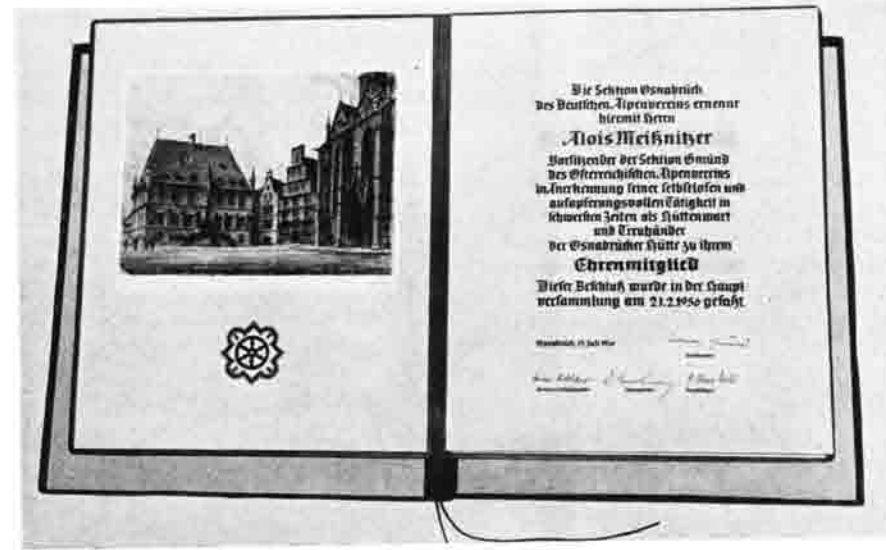 Die Sektion Osnabrück
des Deutschen Alpenvereins ernennt
hiermit Herrn
Alois Meißnitzer
Vorsitzender der Sektion Gmünd
des Österreichischen Alpenvereins
in Anerkennung seiner selbstlosen und
aufopferungsvollen Tätigkeit in
schweren Zeiten als Hüttenwart
und Treuhänder
der Osnabrücker Hütte zu ihrem
Ehrenmitglied
Dieser Beschluß wurde in der Haupt
versammlung am 21.2.1956 gefaßt
Osnabrück,